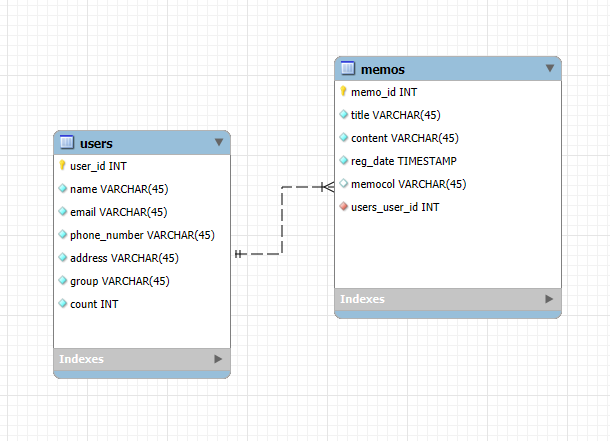 users
user_id INT
name VARCHAR(45)
email VARCHAR(45)
phone_number VARCHAR(45)
address VARCHAR(45)
group VARCHAR(45)
count INT
Indexes
memos
memo_id INT
title VARCHAR(45)
content VARCHAR(45)
reg_date TIMESTAMP
memocol VARCHAR(45)
users_user_id INT
Indexes